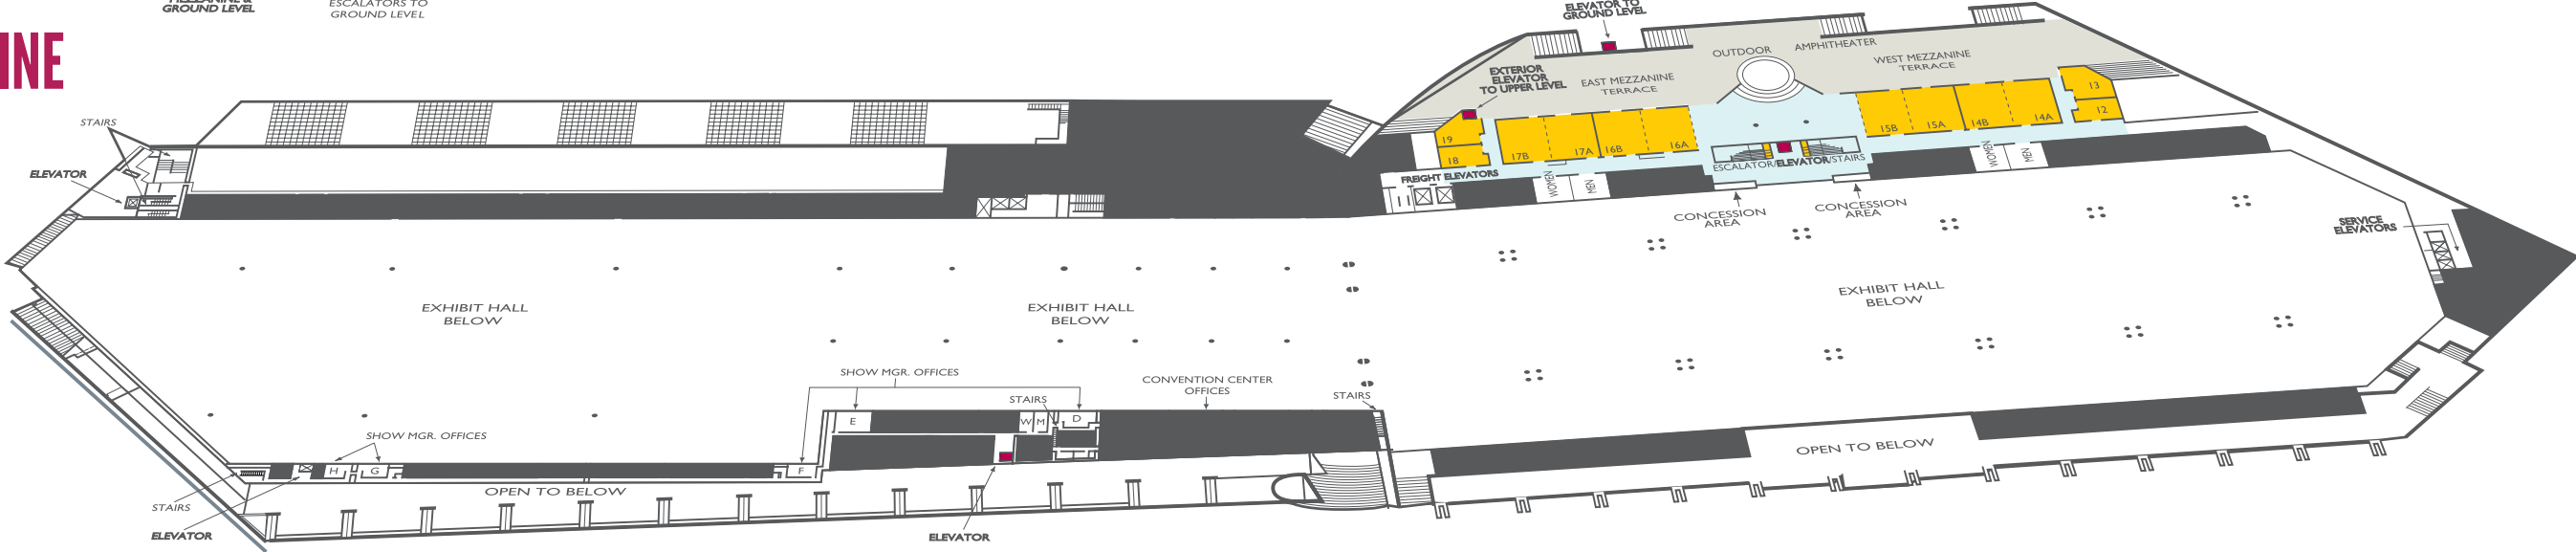 MEZZANINE &
GROUND LEVEL
ESCALATORS TO
GROUND LEVEL
INE
ELEVATOR TO
GROUND LEVEL
OUTDOOR AMPHITHEATER
WEST MEZZANINE
TERRACE
EAST MEZZANINE
TERRACE
EXTERIOR
ELEVATOR
TO UPPER LEVEL
STAIRS
ELEVATOR
19
18
17B
17A
16B
16A
15B
15A
14B
14A
13
12
ESCALATOR/ELEVATOR/STAIRS
FREIGHT ELEVATORS
WOMEN
MEN
WOMEN
MEN
CONCESSION
AREA
CONCESSION
AREA
SERVICE
ELEVATORS
EXHIBIT HALL
BELOW
EXHIBIT HALL
BELOW
EXHIBIT HALL
BELOW
SHOW MGR. OFFICES
CONVENTION CENTER
OFFICES
STAIRS
STAIRS
E
W
M
D
SHOW MGR. OFFICES
H
G
F
OPEN TO BELOW
OPEN TO BELOW
STAIRS
ELEVATOR
ELEVATOR